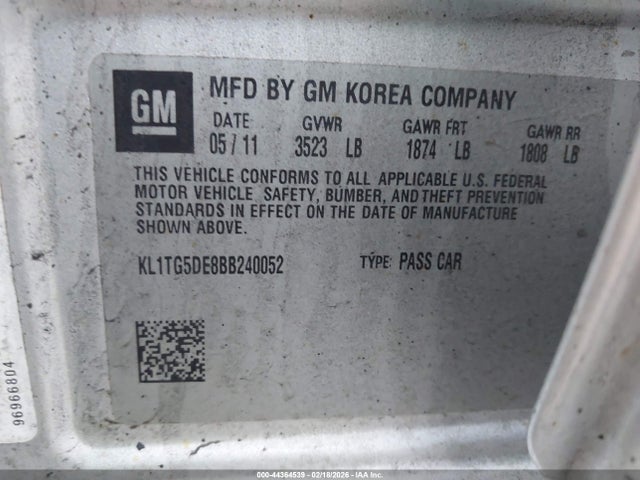 GM
MFD BY GM KOREA COMPANY
DATE GVWR GAWR FRT GAWR RR
05 / 11 3523 LB 1874 LB 1808 LB
THIS VEHICLE CONFORMS TO ALL APPLICABLE U.S. FEDERAL
MOTOR VEHICLE SAFETY, BUMBER, AND THEFT PREVENTION
STANDARDS IN EFFECT ON THE DATE OF MANUFACTURE
SHOWN ABOVE.
KL1TG5DE8BB240052 TYPE: PASS CAR
96966804
000-44364539 - 02/18/2026 - IAA Inc.